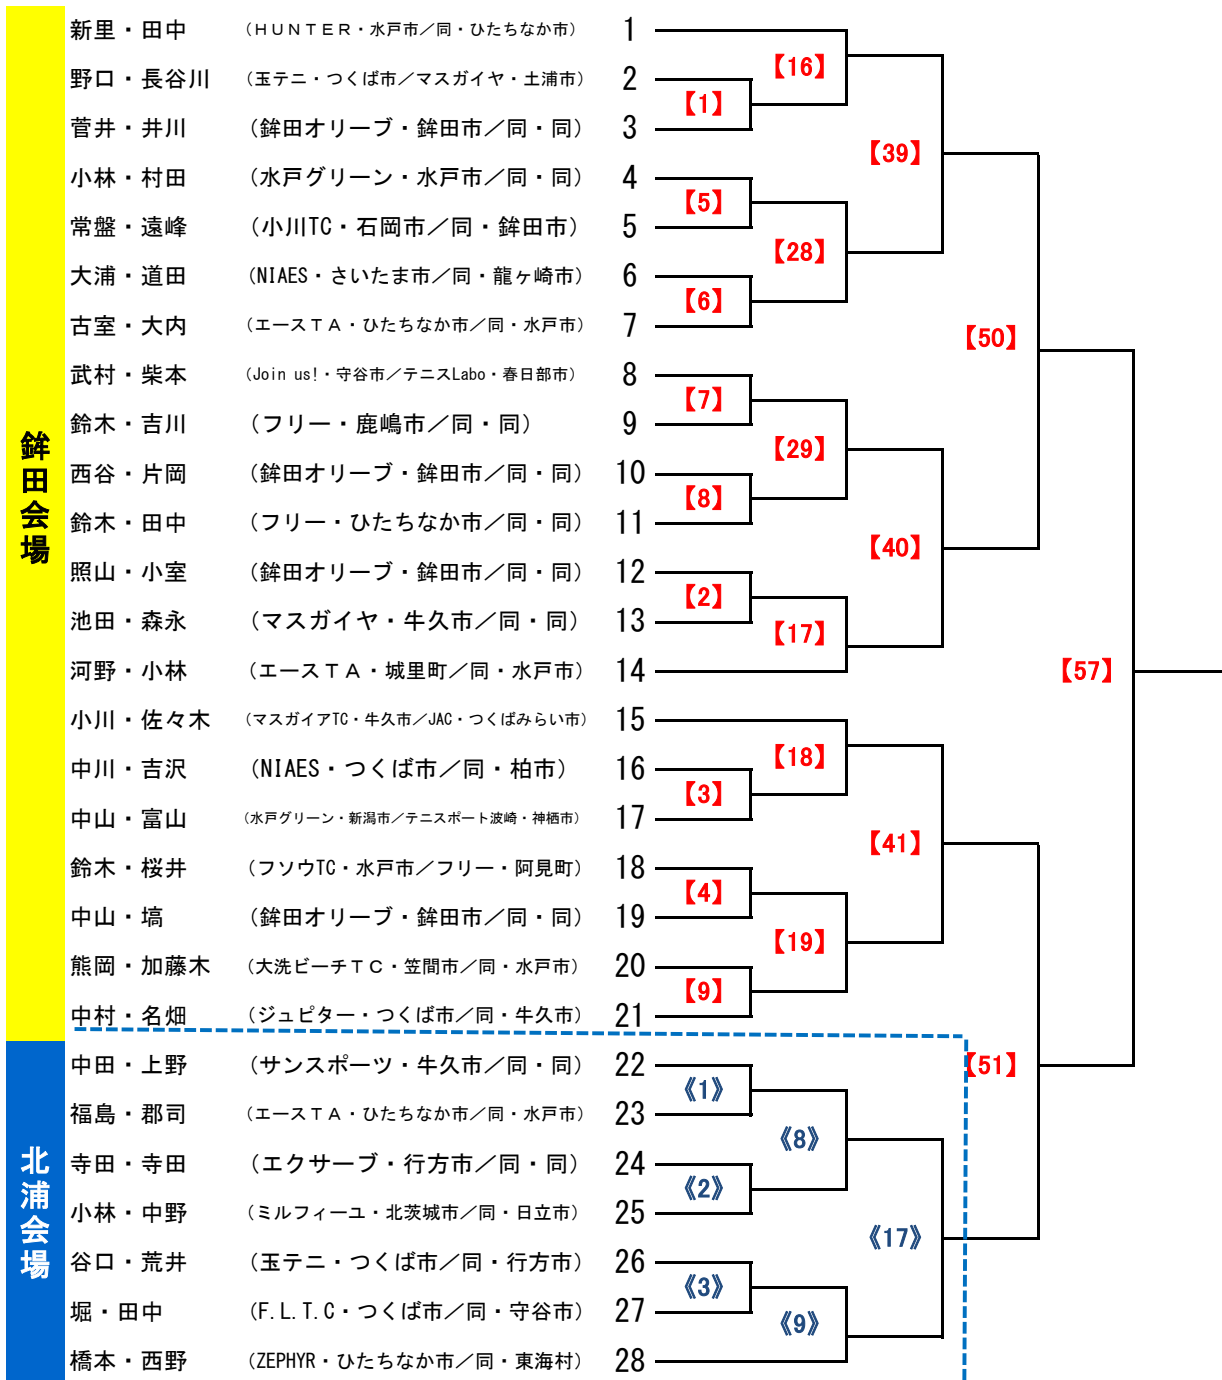 鉾田会場
新里・田中 (ＨＵＮＴＥＲ・水戸市／同・ひたちなか市) 1
【16】
野口・長谷川 (玉テニ・つくば市／マスガイヤ・土浦市) 2
【1】
菅井・井川 (鉾田オリーブ・鉾田市／同・同) 3
【39】
小林・村田 (水戸グリーン・水戸市／同・同) 4
【5】
常盤・遠峰 (小川TC・石岡市／同・鉾田市) 5
【28】
大浦・道田 (NIAES・さいたま市／同・龍ヶ崎市) 6
【6】
古室・大内 (エースＴＡ・ひたちなか市／同・水戸市) 7
【50】
武村・柴本 (Join us!・守谷市／テニスLabo・春日部市) 8
【7】
鈴木・吉川 (フリー・鹿嶋市／同・同) 9
【29】
西谷・片岡 (鉾田オリーブ・鉾田市／同・同) 10
【8】
鈴木・田中 (フリー・ひたちなか市／同・同) 11
【40】
照山・小室 (鉾田オリーブ・鉾田市／同・同) 12
【2】
池田・森永 (マスガイヤ・牛久市／同・同) 13
【17】
河野・小林 (エースＴＡ・城里町／同・水戸市) 14
【57】
小川・佐々木 (マスガイアTC・牛久市／JAC・つくばみらい市) 15
【18】
中川・吉沢 (NIAES・つくば市／同・柏市) 16
【3】
中山・富山 (水戸グリーン・新潟市／テニスポート波崎・神栖市) 17
【41】
鈴木・桜井 (フソウTC・水戸市／フリー・阿見町) 18
【4】
中山・塙 (鉾田オリーブ・鉾田市／同・同) 19
【19】
熊岡・加藤木 (大洗ビーチＴＣ・笠間市／同・水戸市) 20
【9】
中村・名畑 (ジュピター・つくば市／同・牛久市) 21
北浦会場
中田・上野 (サンスポーツ・牛久市／同・同) 22
【51】
《1》
福島・郡司 (エースＴＡ・ひたちなか市／同・水戸市) 23
《8》
寺田・寺田 (エクサーブ・行方市／同・同) 24
《2》
小林・中野 (ミルフィーユ・北茨城市／同・日立市) 25
《17》
谷口・荒井 (玉テニ・つくば市／同・行方市) 26
《3》
堀・田中 (F.L.T.C・つくば市／同・守谷市) 27
《9》
橋本・西野 (ZEPHYR・ひたちなか市／同・東海村) 28